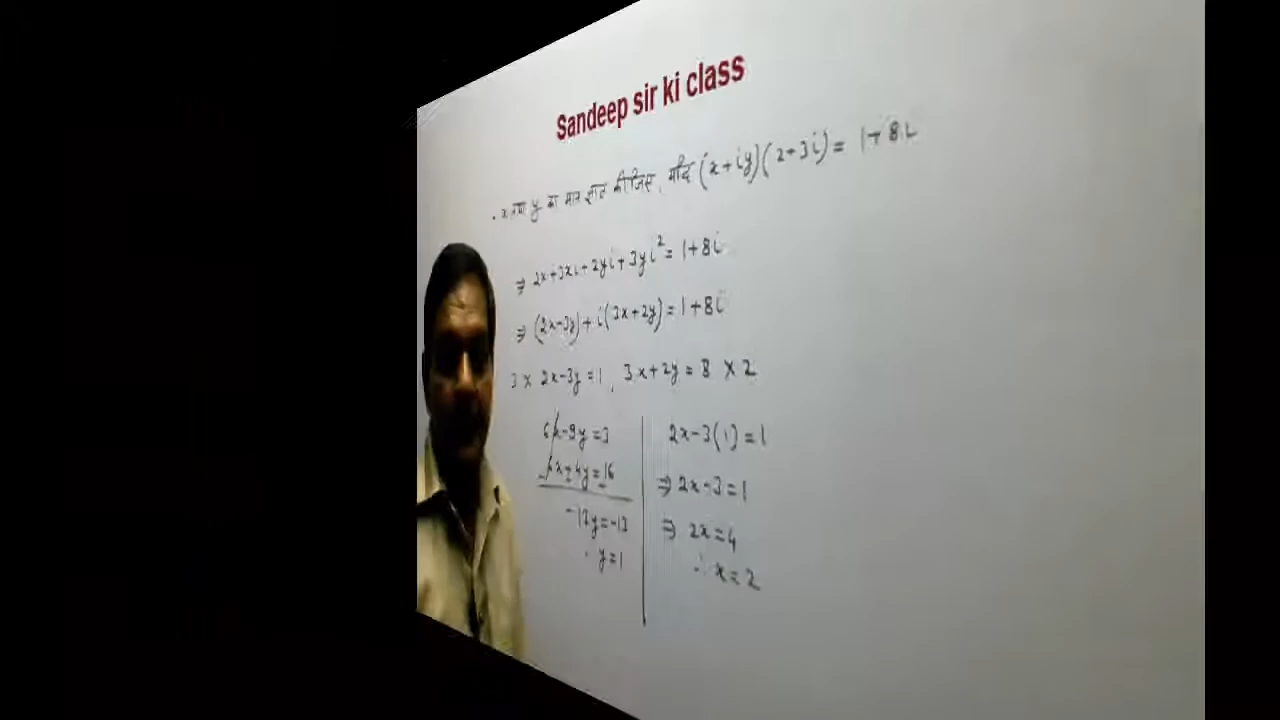 Sandeep sir ki class
. x तथा y का मान ज्ञात कीजिए, यदि (x+iy)(2+3i) = 1+8i
⇒ 2x+3xi+2yi+3yi² = 1+8i
⇒ (2x-3y)+i(3x+2y) = 1+8i
3 × 2x-3y=1, 3x+2y=8 × 2
6x-9y=3
6x+4y=16
-13y=-13
∴ y=1
2x-3(1)=1
⇒ 2x-3=1
⇒ 2x=4
∴ x=2